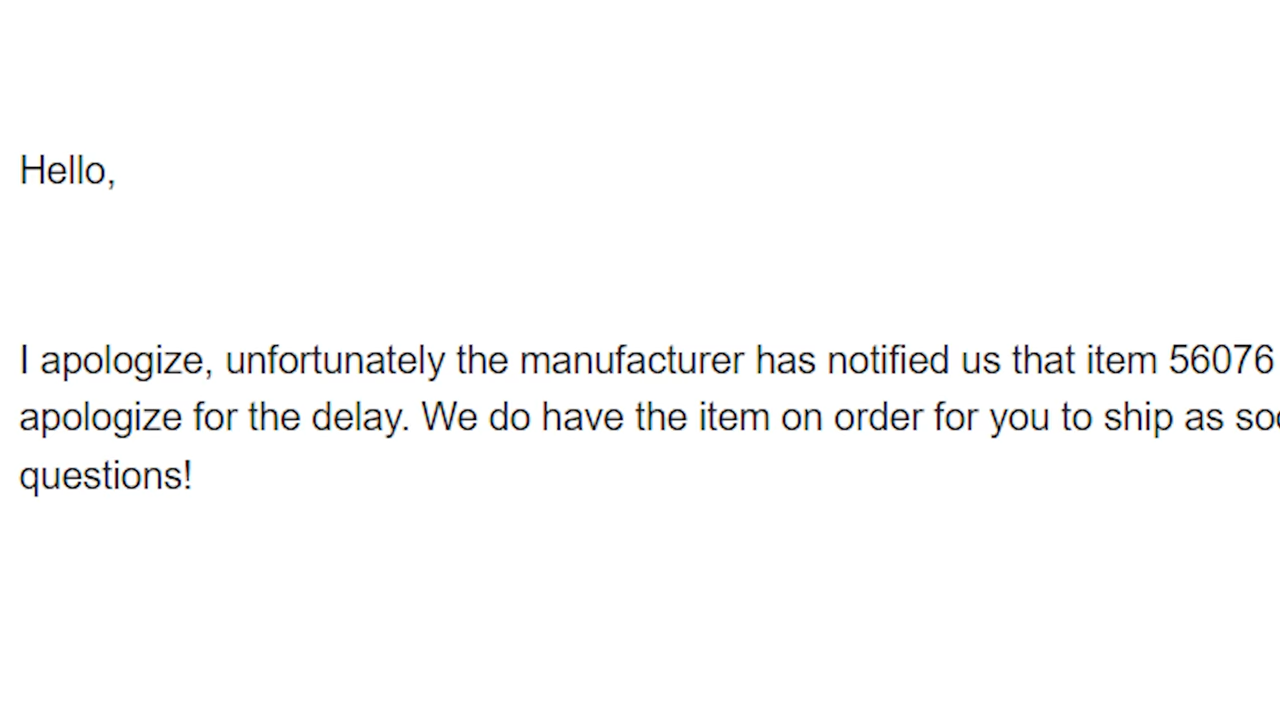 Hello,
I apologize, unfortunately the manufacturer has notified us that item 56076
apologize for the delay. We do have the item on order for you to ship as
questions!